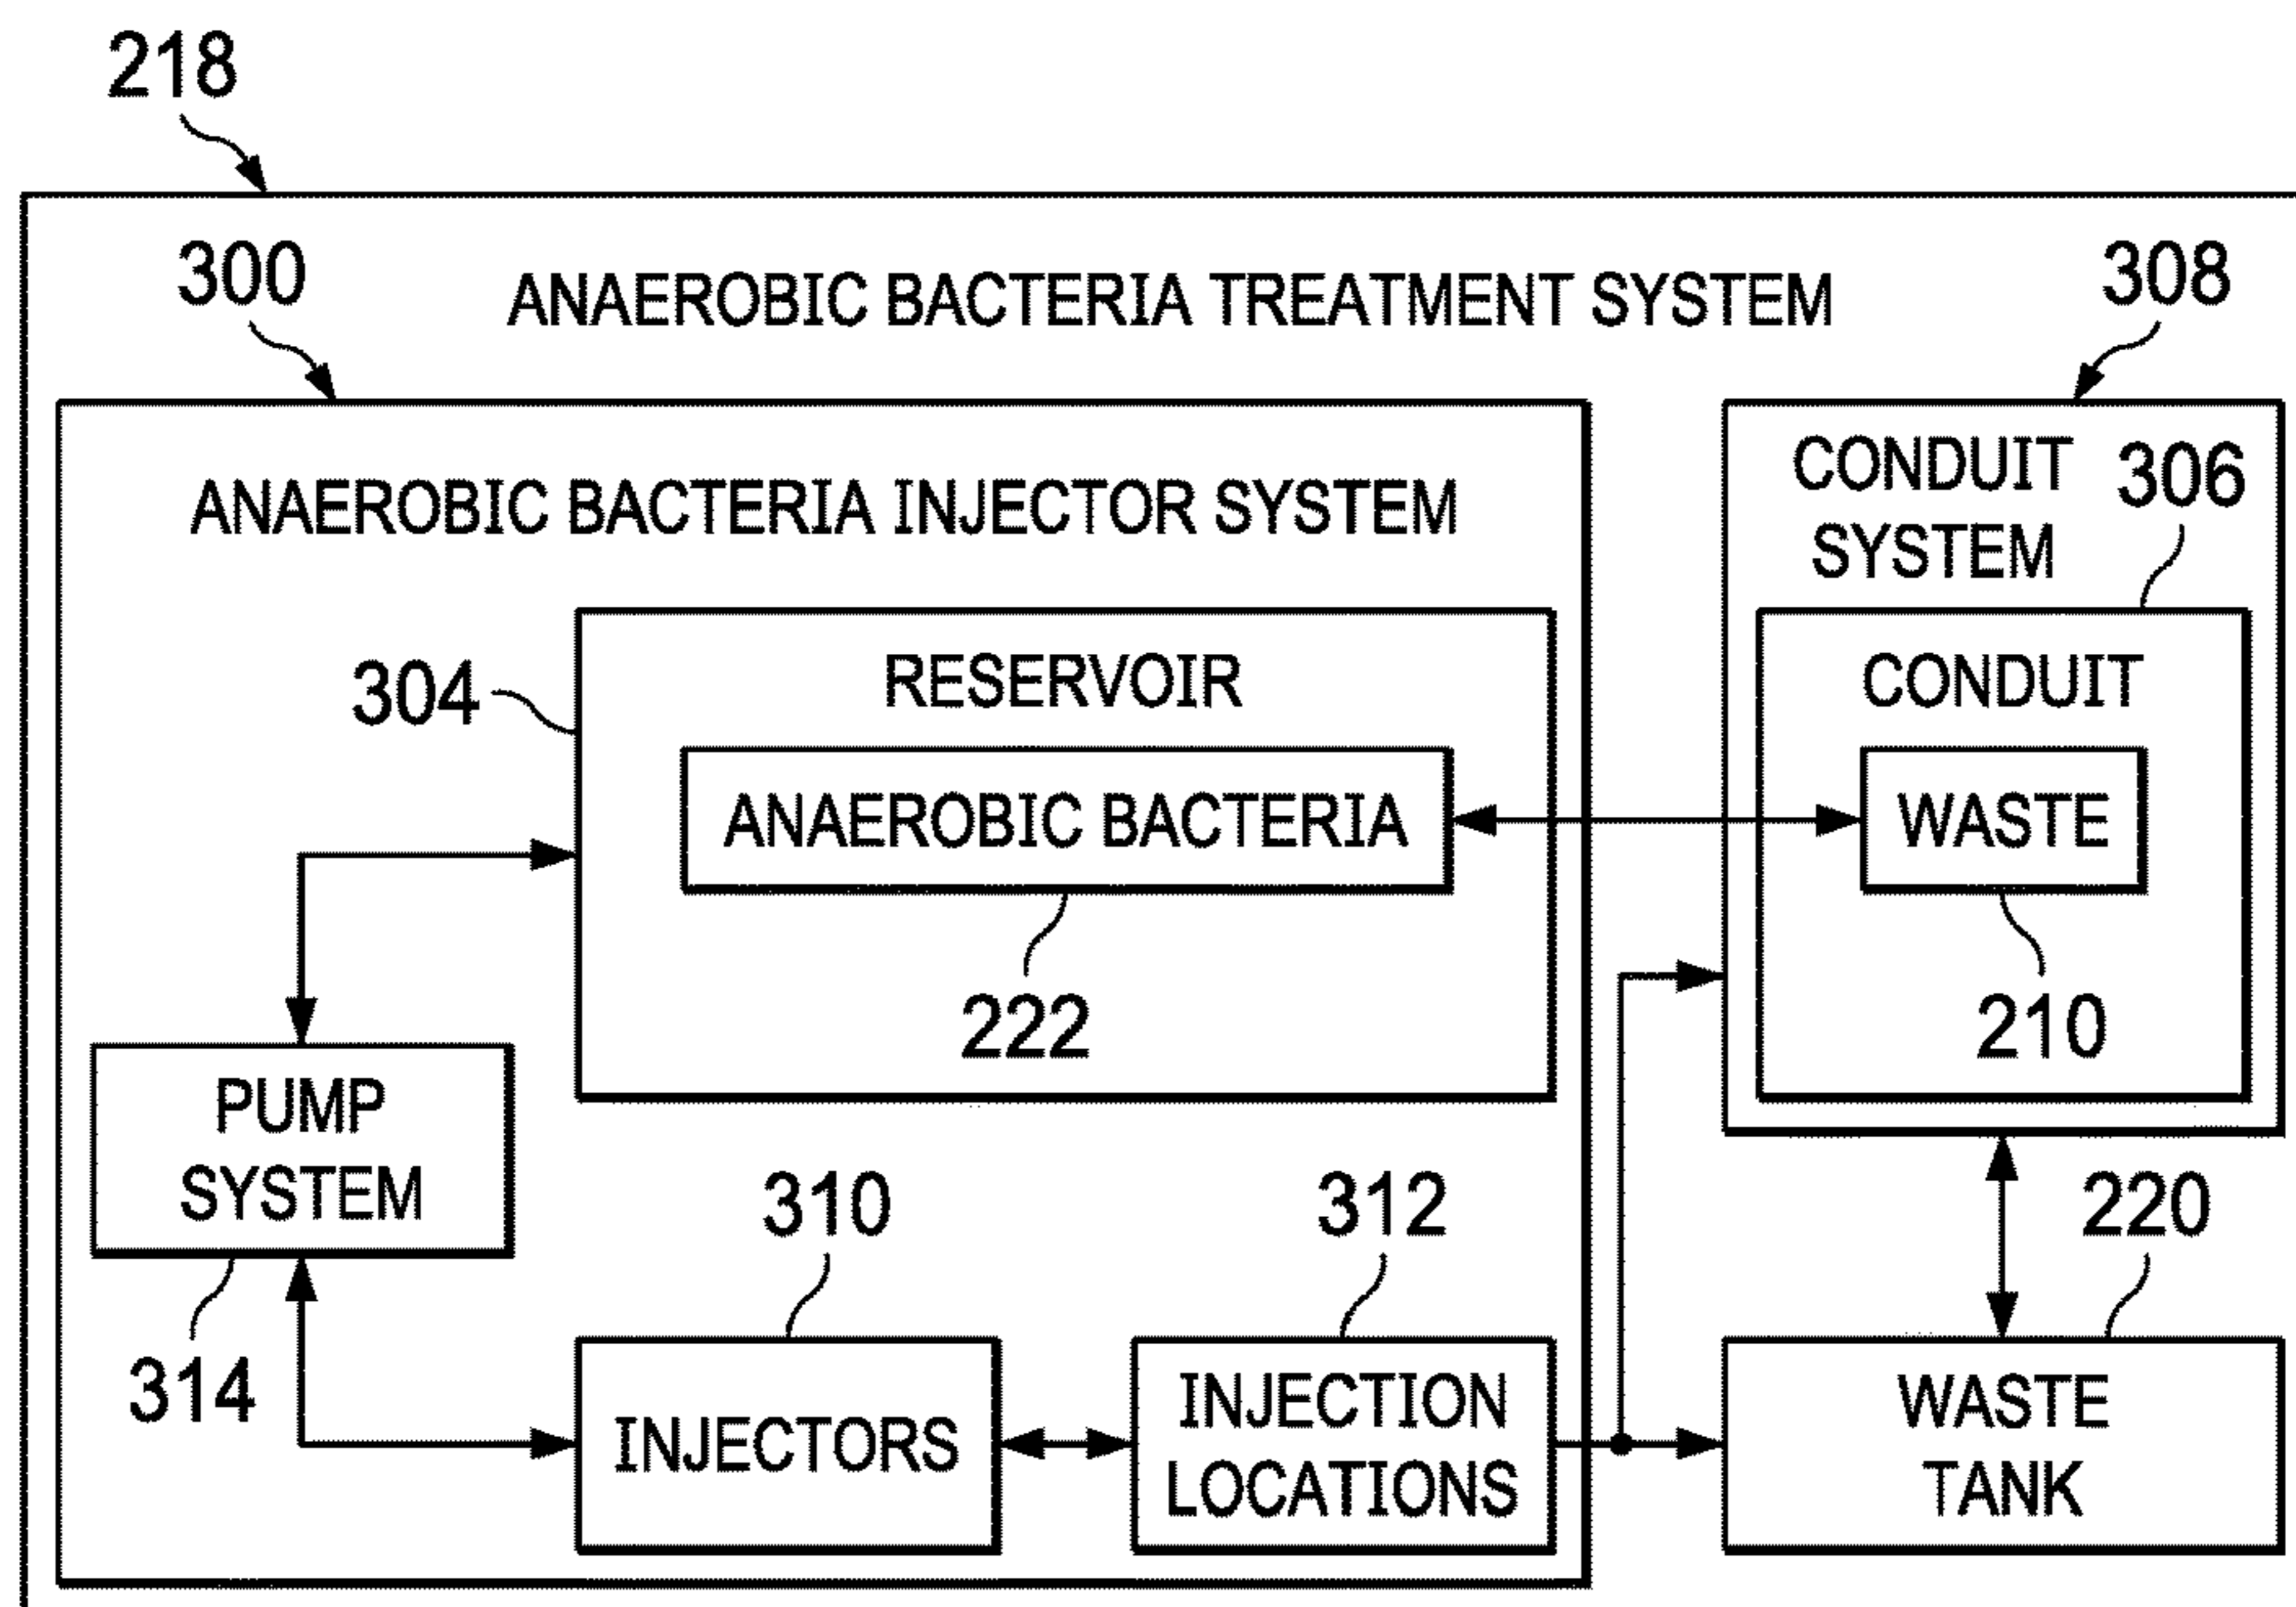 218
300
ANAEROBIC BACTERIA TREATMENT SYSTEM
308
ANAEROBIC BACTERIA INJECTOR SYSTEM
CONDUIT
SYSTEM
306
304
RESERVOIR
CONDUIT
ANAEROBIC BACTERIA
WASTE
222
210
PUMP
SYSTEM
314
310
312
220
INJECTORS
INJECTION
LOCATIONS
WASTE
TANK